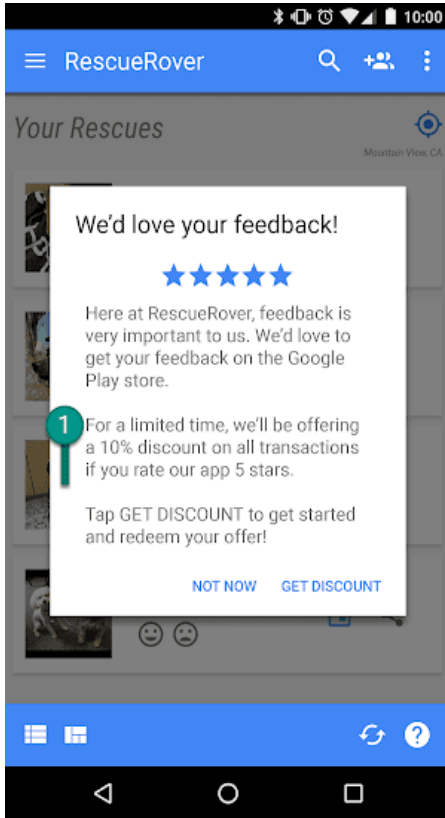 10:00
RescueRover
Your Rescues
Mountain View, CA
We'd love your feedback!
Here at RescueRover, feedback is
very important to us. We'd love to
get your feedback on the Google
Play store.
1
For a limited time, we'll be offering
a 10% discount on all transactions
if you rate our app 5 stars.
Tap GET DISCOUNT to get started
and redeem your offer!
NOT NOW GET DISCOUNT